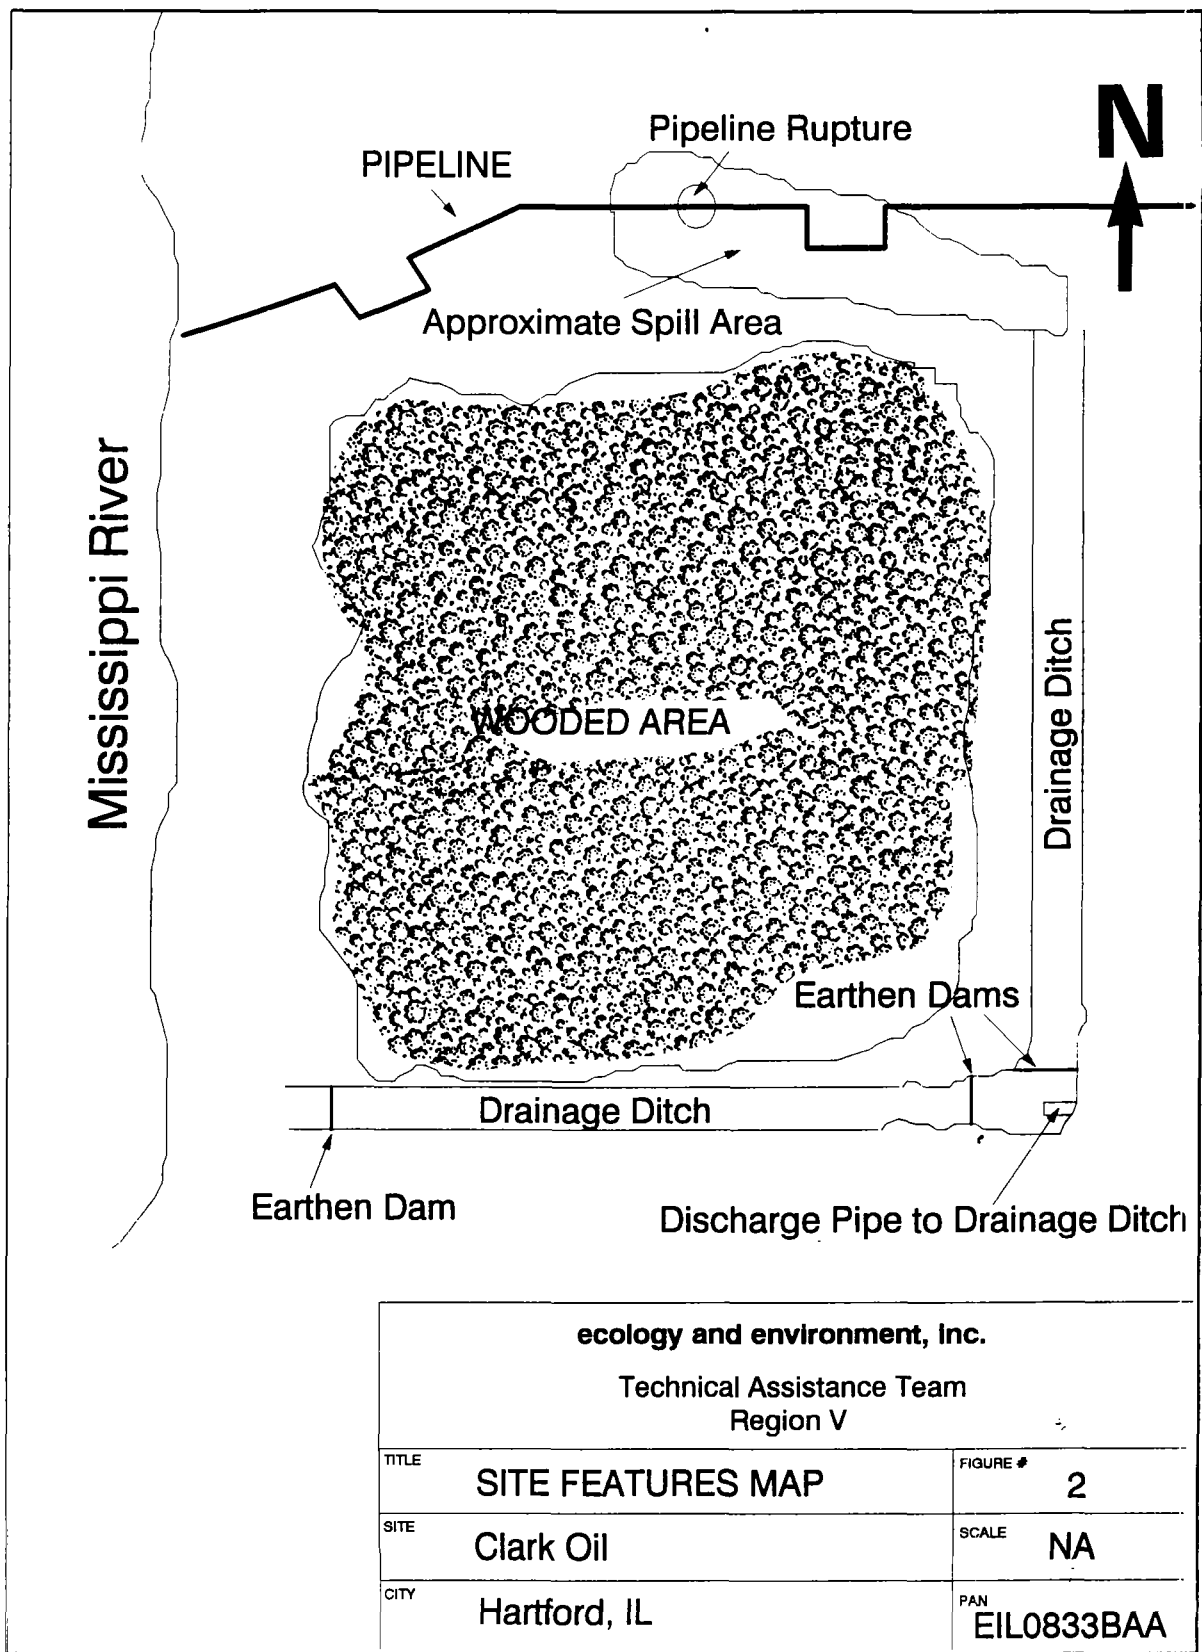 N
Pipeline Rupture
PIPELINE
Approximate Spill Area
Mississippi River
WOODED AREA
Drainage Ditch
Earthen Dams
Drainage Ditch
Earthen Dam
Discharge Pipe to Drainage Ditch
ecology and environment, inc.
Technical Assistance Team
Region V
TITLE
SITE FEATURES MAP
FIGURE #
2
SITE
Clark Oil
SCALE
NA
CITY
Hartford, IL
PAN
EIL0833BAA